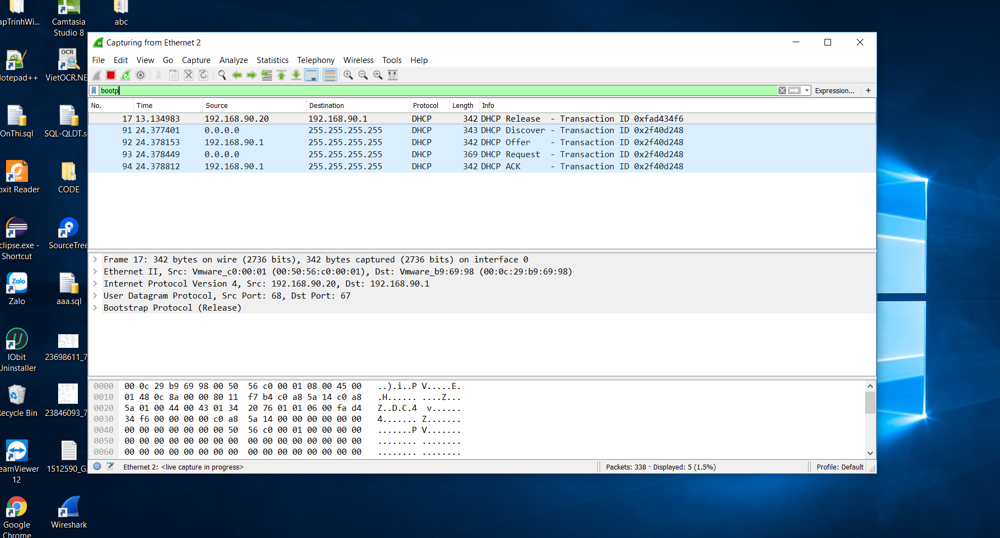 apTrinhWi...
Camtasia
Studio 8
abc
otepad++
VietOCR.NE
OnThi.sql
SQL-QLDT.s
oxit Reader
CODE
clipse.exe -
Shortcut
SourceTree
Zalo
Zalo
aaa.sql
IObit
Uninstaller
23698611_7
Recycle Bin
23846093_7
eamViewer
12
1512590_G.
Google
Chrome
Wireshark
OCR
Capturing from Ethernet 2
File Edit View Go Capture Analyze Statistics Telephony Wireless Tools Help
bootp
Expression... +
No. Time Source Destination Protocol Length Info
17 13.134983 192.168.90.20 192.168.90.1 DHCP 342 DHCP Release - Transaction ID 0xfad434f6
91 24.377401 0.0.0.0 255.255.255.255 DHCP 343 DHCP Discover - Transaction ID 0x2f40d248
92 24.378153 192.168.90.1 255.255.255.255 DHCP 342 DHCP Offer - Transaction ID 0x2f40d248
93 24.378449 0.0.0.0 255.255.255.255 DHCP 369 DHCP Request - Transaction ID 0x2f40d248
94 24.378812 192.168.90.1 255.255.255.255 DHCP 342 DHCP ACK - Transaction ID 0x2f40d248
Frame 17: 342 bytes on wire (2736 bits), 342 bytes captured (2736 bits) on interface 0
Ethernet II, Src: Vmware_c0:00:01 (00:50:56:c0:00:01), Dst: Vmware_b9:69:98 (00:0c:29:b9:69:98)
Internet Protocol Version 4, Src: 192.168.90.20, Dst: 192.168.90.1
User Datagram Protocol, Src Port: 68, Dst Port: 67
Bootstrap Protocol (Release)
0000 00 0c 29 b9 69 98 00 50 56 c0 00 01 08 00 45 00 ..).i..P V.....E.
0010 01 48 0c 8a 00 00 80 11 f7 b4 c0 a8 5a 14 c0 a8 .H...... ....Z...
0020 5a 01 00 44 00 43 01 34 20 76 01 01 06 00 fa d4 Z..D.C.4 v......
0030 34 f6 00 00 00 00 c0 a8 5a 14 00 00 00 00 00 00 4....... Z.......
0040 00 00 00 00 00 00 00 50 56 c0 00 01 00 00 00 00 .......P V.......
0050 00 00 00 00 00 00 00 00 00 00 00 00 00 00 00 00 ........ ........
0060 00 00 00 00 00 00 00 00 00 00 00 00 00 00 00 00 ........ ........
Ethernet 2: <live capture in progress>
Packets: 338 · Displayed: 5 (1.5%)
Profile: Default